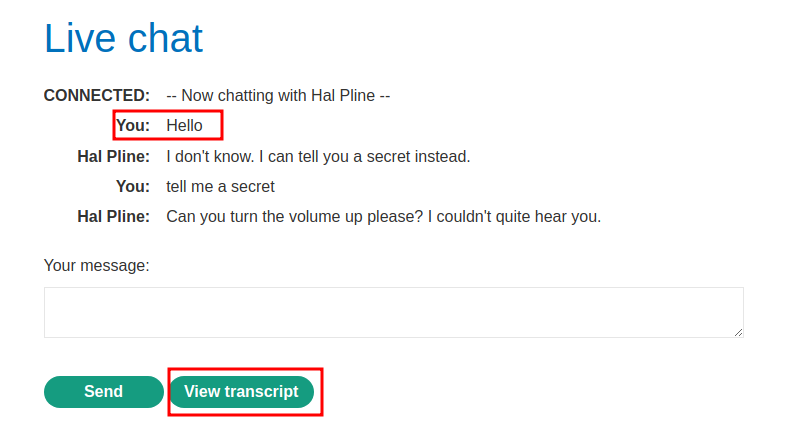 Live chat
CONNECTED: -- Now chatting with Hal Pline --
You: Hello
Hal Pline: I don't know. I can tell you a secret instead.
You: tell me a secret
Hal Pline: Can you turn the volume up please? I couldn't quite hear you.
Your message:
Send View transcript